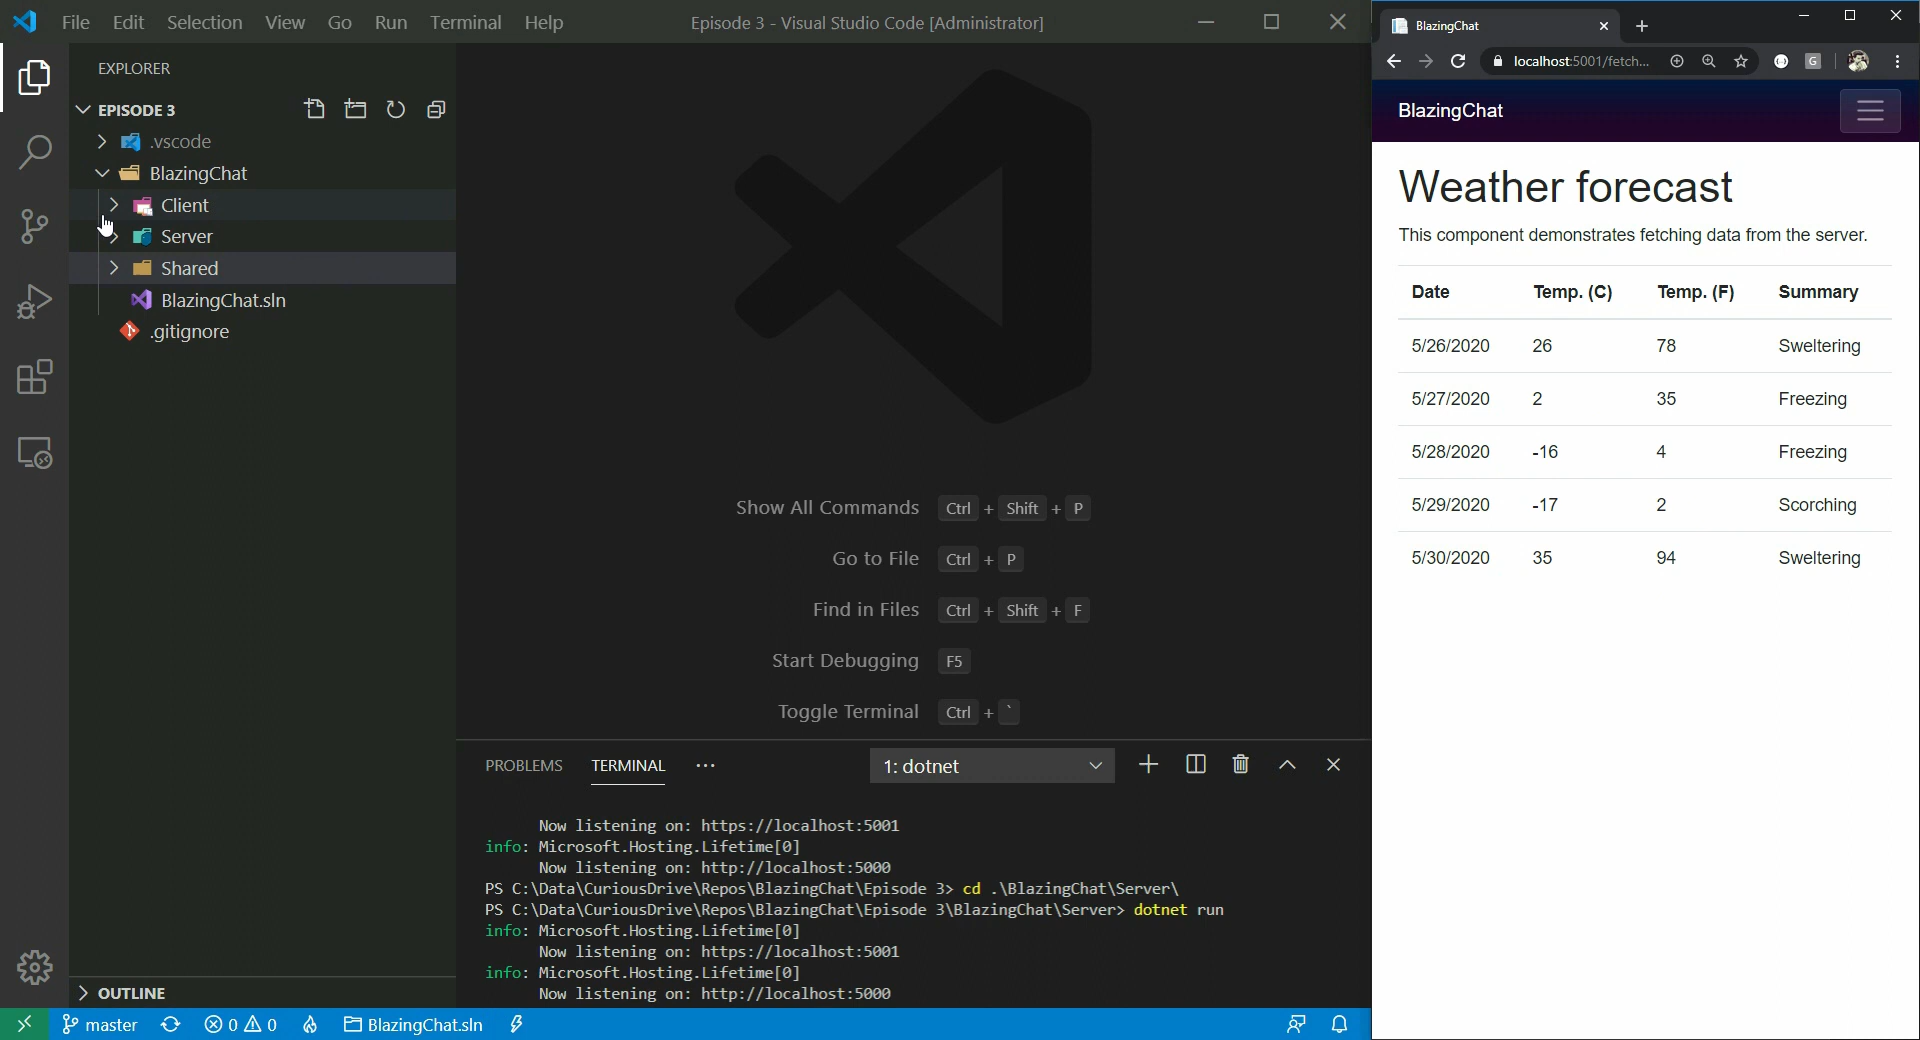 File Edit Selection View Go Run Terminal Help
Episode 3 - Visual Studio Code [Administrator]
EXPLORER
EPISODE 3
.vscode
BlazingChat
Client
Server
Shared
BlazingChat.sln
.gitignore
OUTLINE
Show All Commands Ctrl + Shift + P
Go to File Ctrl + P
Find in Files Ctrl + Shift + F
Start Debugging F5
Toggle Terminal Ctrl + `
PROBLEMS TERMINAL ... 1: dotnet
Now listening on: https://localhost:5001
info: Microsoft.Hosting.Lifetime[0]
Now listening on: http://localhost:5000
PS C:\Data\CuriousDrive\Repos\BlazingChat\Episode 3> cd .\BlazingChat\Server\
PS C:\Data\CuriousDrive\Repos\BlazingChat\Episode 3\BlazingChat\Server> dotnet run
info: Microsoft.Hosting.Lifetime[0]
Now listening on: https://localhost:5001
info: Microsoft.Hosting.Lifetime[0]
Now listening on: http://localhost:5000
master 0 0 BlazingChat.sln
BlazingChat
localhost:5001/fetch... G
BlazingChat
Weather forecast
This component demonstrates fetching data from the server.
Date Temp. (C) Temp. (F) Summary
5/26/2020 26 78 Sweltering
5/27/2020 2 35 Freezing
5/28/2020 -16 4 Freezing
5/29/2020 -17 2 Scorching
5/30/2020 35 94 Sweltering